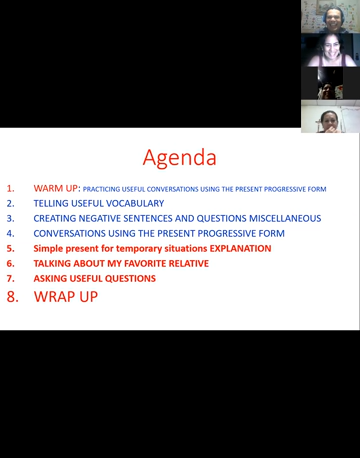 Agenda
1. WARM UP: PRACTICING USEFUL CONVERSATIONS USING THE PRESENT PROGRESSIVE FORM
2. TELLING USEFUL VOCABULARY
3. CREATING NEGATIVE SENTENCES AND QUESTIONS MISCELLANEOUS
4. CONVERSATIONS USING THE PRESENT PROGRESSIVE FORM
5. Simple present for temporary situations EXPLANATION
6. TALKING ABOUT MY FAVORITE RELATIVE
7. ASKING USEFUL QUESTIONS
8. WRAP UP